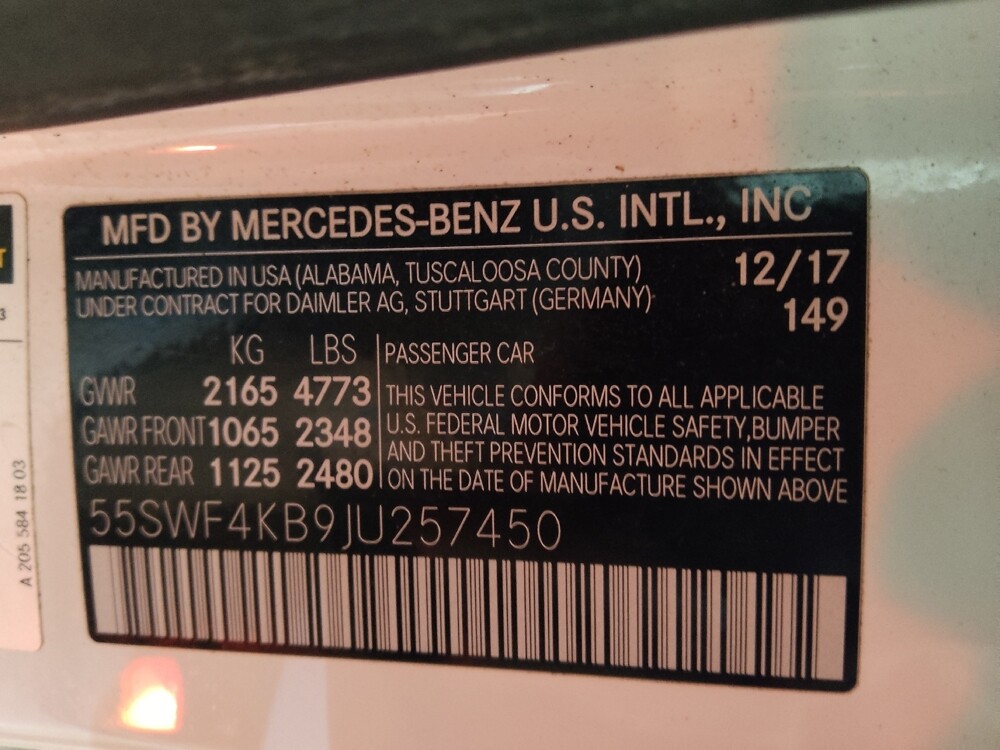 MFD BY MERCEDES-BENZ U.S. INTL., INC
MANUFACTURED IN USA (ALABAMA, TUSCALOOSA COUNTY) 12/17
UNDER CONTRACT FOR DAIMLER AG, STUTTGART (GERMANY) 149
KG LBS
GVWR 2165 4773
GAWR FRONT 1065 2348
GAWR REAR 1125 2480
PASSENGER CAR
THIS VEHICLE CONFORMS TO ALL APPLICABLE
U.S. FEDERAL MOTOR VEHICLE SAFETY, BUMPER
AND THEFT PREVENTION STANDARDS IN EFFECT
ON THE DATE OF MANUFACTURE SHOWN ABOVE
55SWF4KB9JU257450
A 205 584 18 03